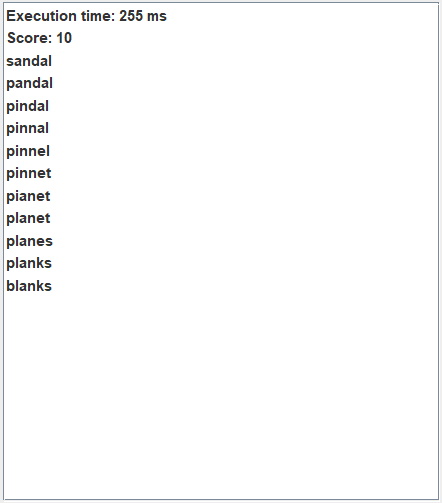 Execution time: 255 ms
Score: 10
sandal
pandal
pindal
pinnal
pinnel
pinnet
pianet
planet
planes
planks
blanks